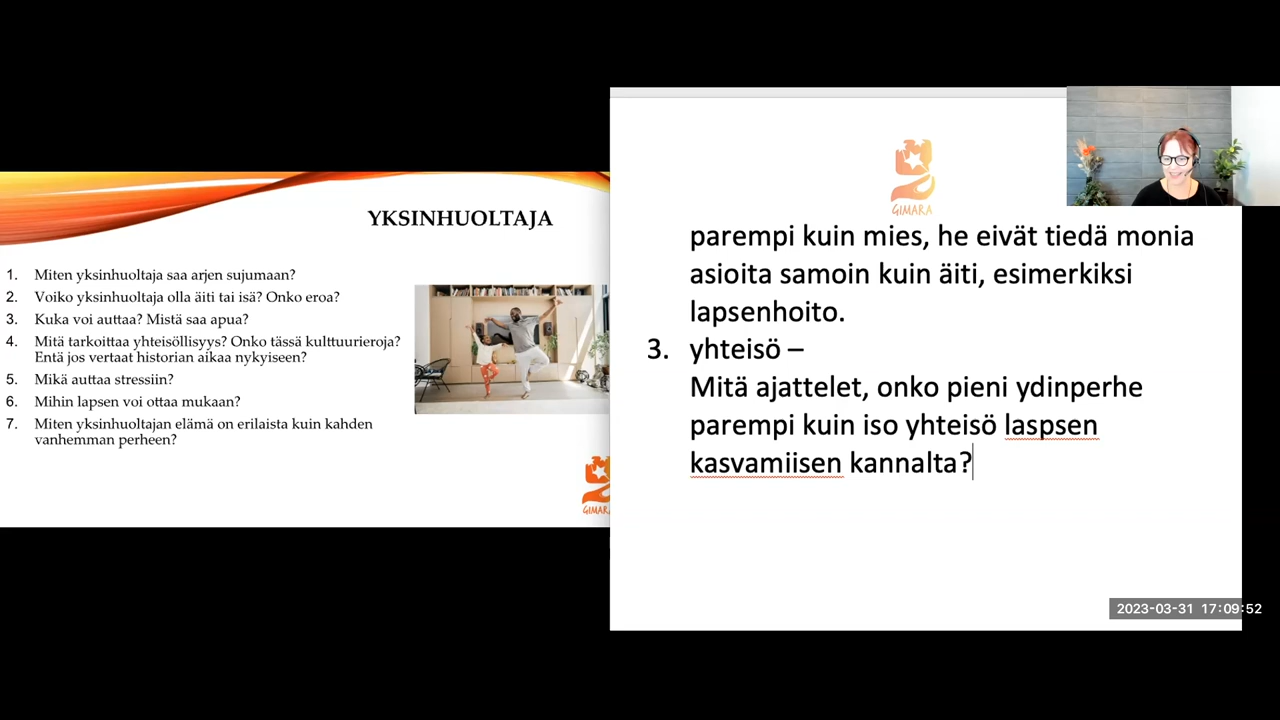 YKSINHUOLTAJA
1. Miten yksinhuoltaja saa arjen sujumaan?
2. Voiko yksinhuoltaja olla äiti tai isä? Onko eroa?
3. Kuka voi auttaa? Mistä saa apua?
4. Mitä tarkoittaa yhteisöllisyys? Onko tässä kulttuurieroja?
Entä jos vertaat historian aikaa nykyiseen?
5. Mikä auttaa stressiin?
6. Mihin lapsen voi ottaa mukaan?
7. Miten yksinhuoltajan elämä on erilaista kuin kahden
vanhemman perheen?
GIMARA
GIMARA
parempi kuin mies, he eivät tiedä monia
asioita samoin kuin äiti, esimerkiksi
lapsenhoito.
3. yhteisö –
Mitä ajattelet, onko pieni ydinperhe
parempi kuin iso yhteisö laspsen
kasvamiisen kannalta?
2023-03-31 17:09:52